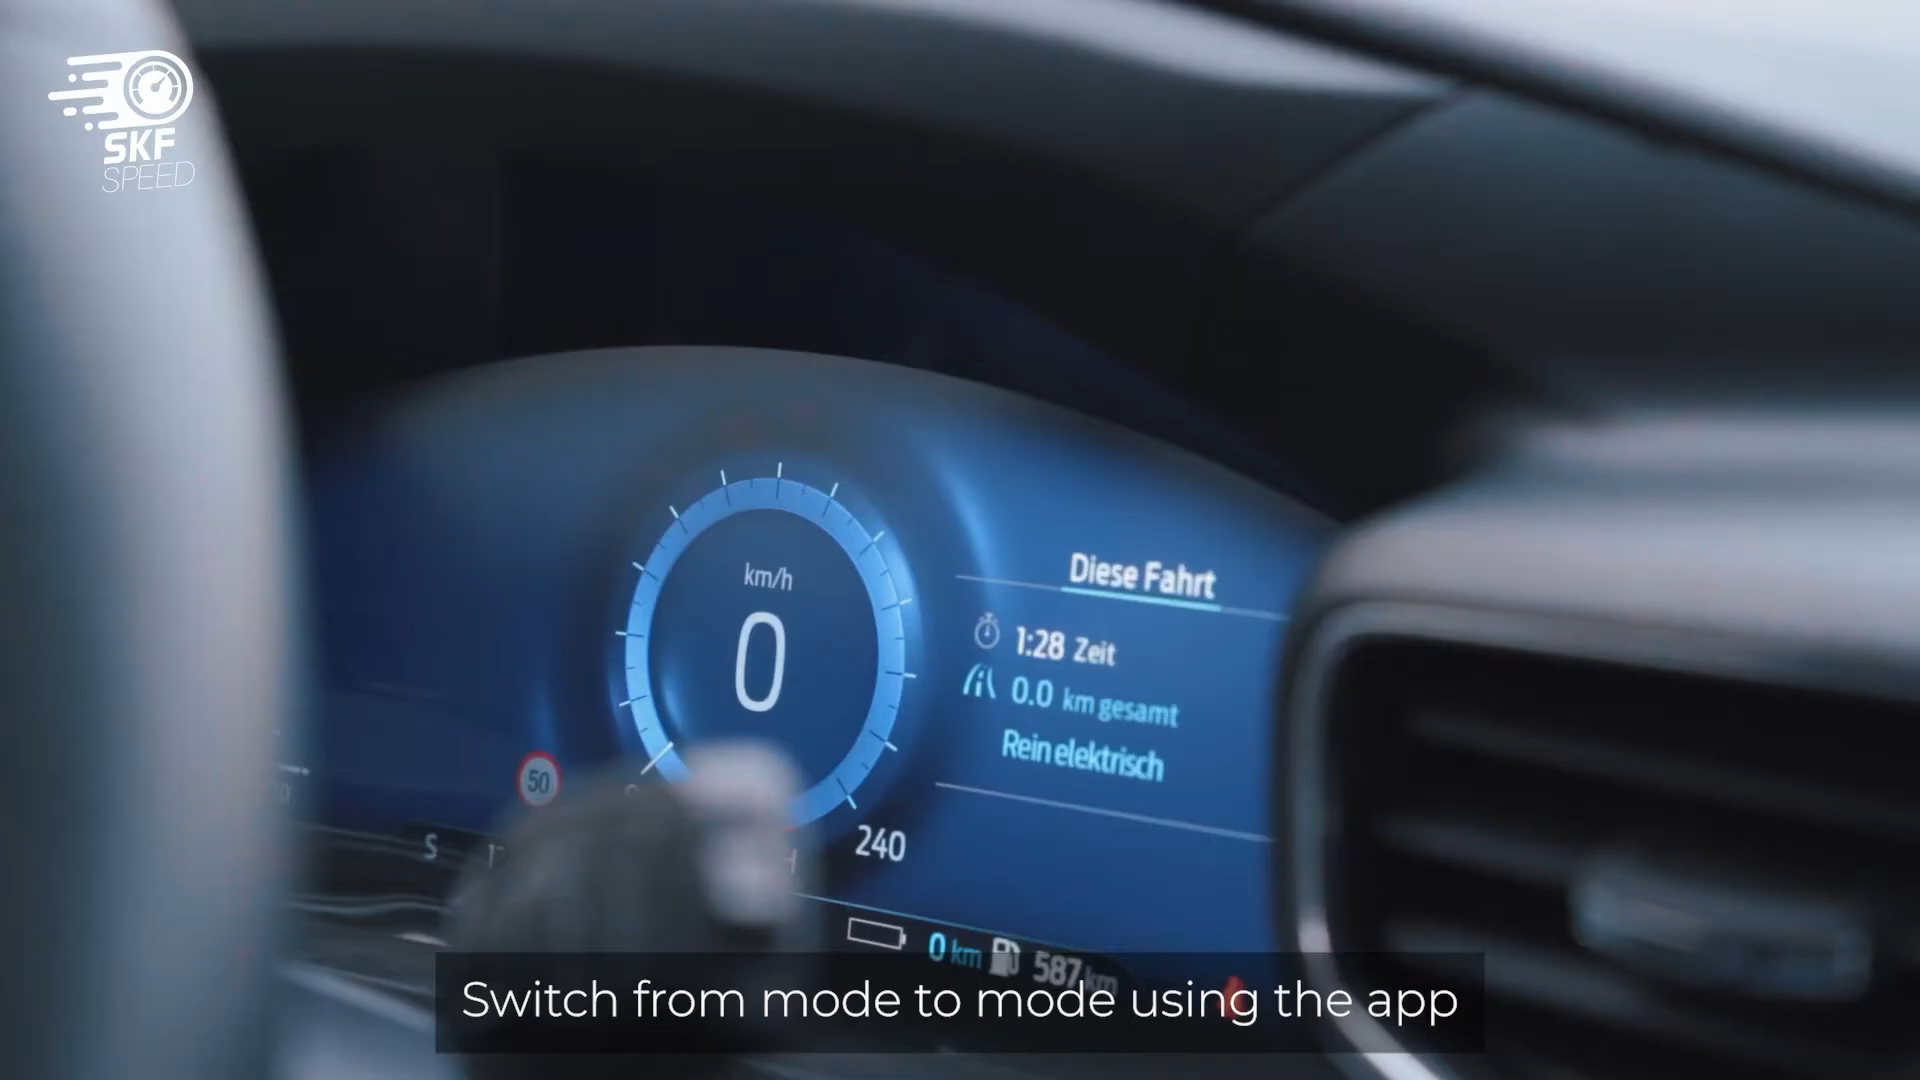 SKF
SPEED
km/h
0
Diese Fahrt
1:28 Zeit
0.0 km gesamt
Rein elektrisch
50
S
240
0 km
587 km
Switch from mode to mode using the app